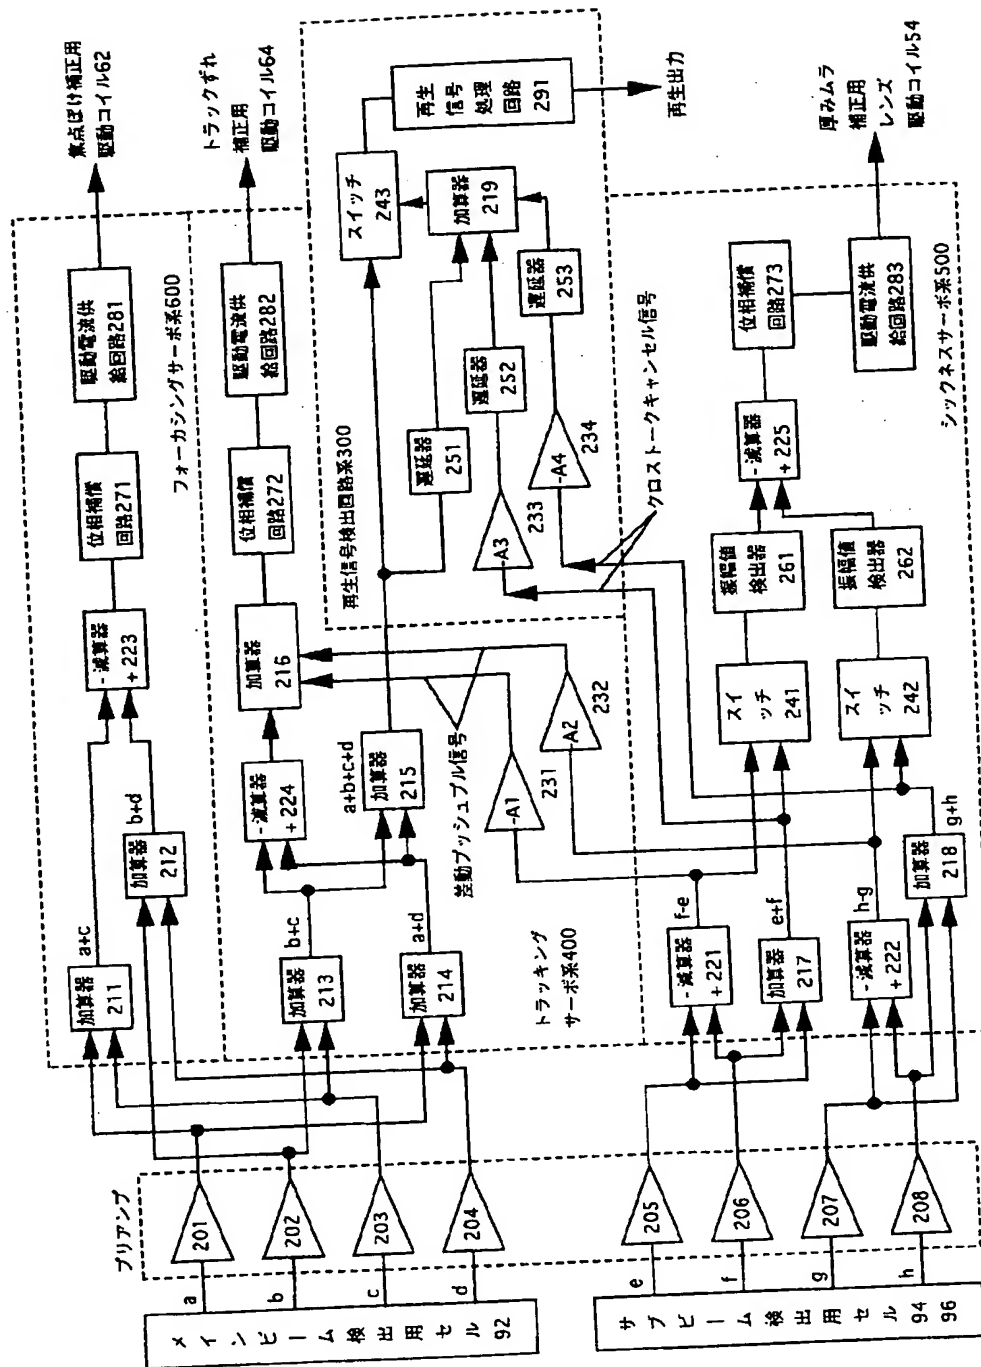 プリアンプ
メインビーム検出用セル
92
a
b
c
d
201
202
203
204
サブビーム検出用セル
94
96
e
f
g
h
205
206
207
208
フォーカシングサーボ系600
加算器
211
a+c
加算器
212
b+d
-減算器
+223
位相補償
回路271
駆動電流供
給回路281
焦点ぼけ補正用
駆動コイル62
トラッキング
サーボ系400
加算器
213
b+c
加算器
214
a+d
-減算器
+224
加算器
215
a+b+c+d
加算器
216
位相補償
回路272
駆動電流供
給回路282
トラックずれ
補正用
駆動コイル64
差動プッシュプル信号
-A1
231
-A2
232
再生信号検出回路系300
遅延器
251
-A3
233
遅延器
252
-A4
234
遅延器
253
加算器
219
スイッチ
243
再生
信号
処理
回路
291
再生出力
クロストークキャンセル信号
シックネスサーボ系500
-減算器
+221
f-e
加算器
217
e+f
-減算器
+222
h-g
加算器
218
g+h
スイ
ッチ
241
スイ
ッチ
242
振幅値
検出器
261
振幅値
検出器
262
-減算器
+225
位相補償
回路273
駆動電流供
給回路283
厚みムラ
補正用
レンズ
駆動コイル54